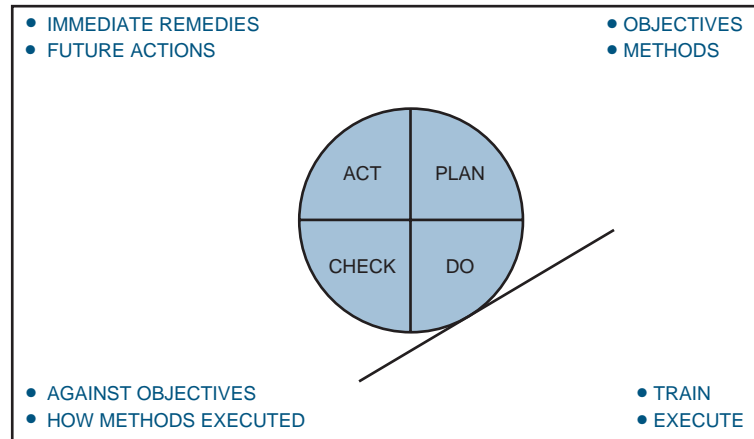 • IMMEDIATE REMEDIES
• FUTURE ACTIONS
• OBJECTIVES
• METHODS
ACT
PLAN
CHECK
DO
• AGAINST OBJECTIVES
• HOW METHODS EXECUTED
• TRAIN
• EXECUTE